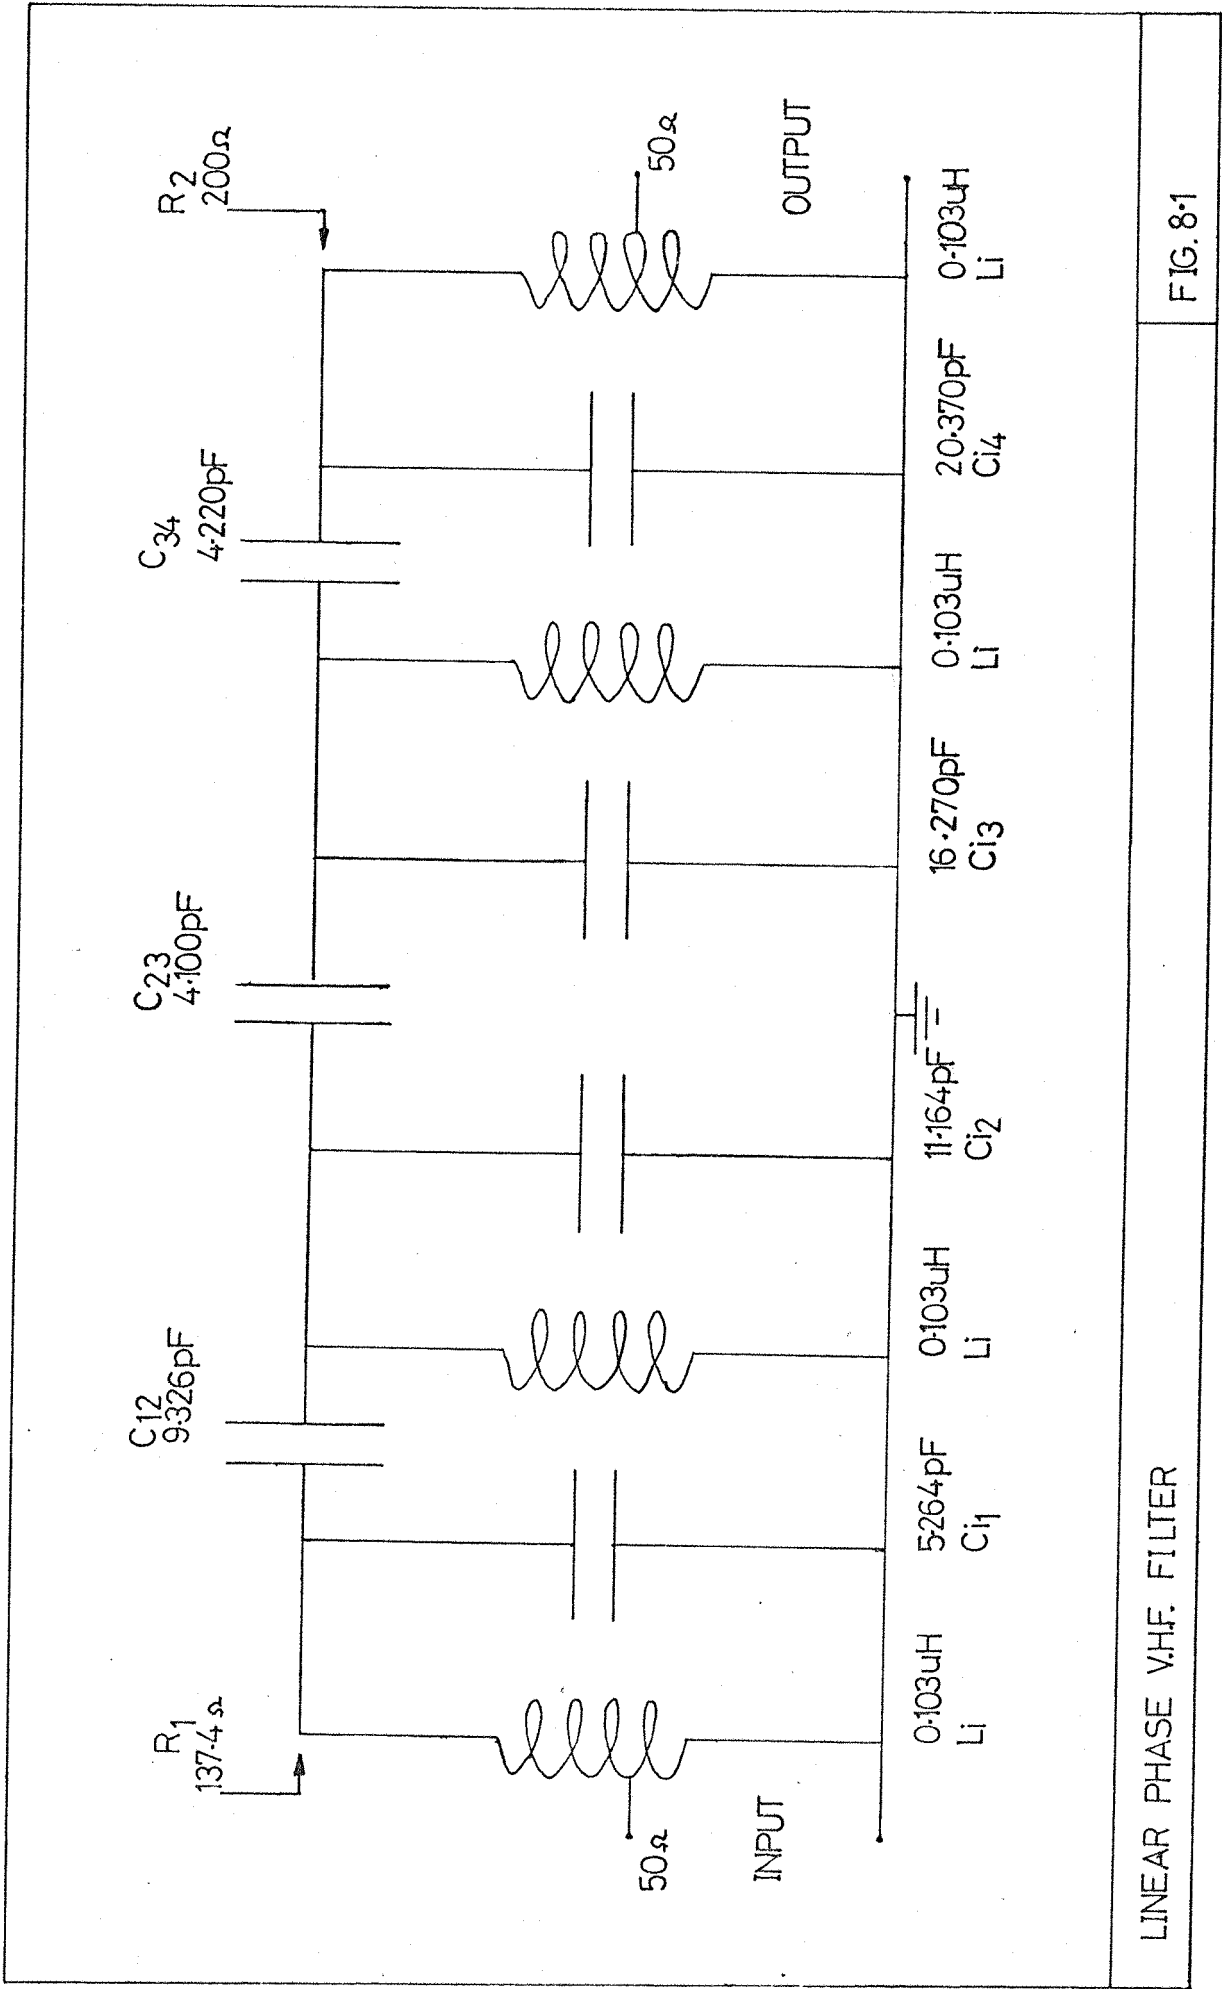 R1
137·4Ω
C12
9·326pF
C23
4·100pF
C34
4·220pF
R2
200Ω
50Ω
INPUT
50Ω
OUTPUT
0·103uH
Li
5·264pF
Ci1
0·103uH
Li
11·164pF
Ci2
16·270pF
Ci3
0·103uH
Li
20·370pF
Ci4
0·103uH
Li
LINEAR PHASE V.H.F. FILTER
FIG. 8·1